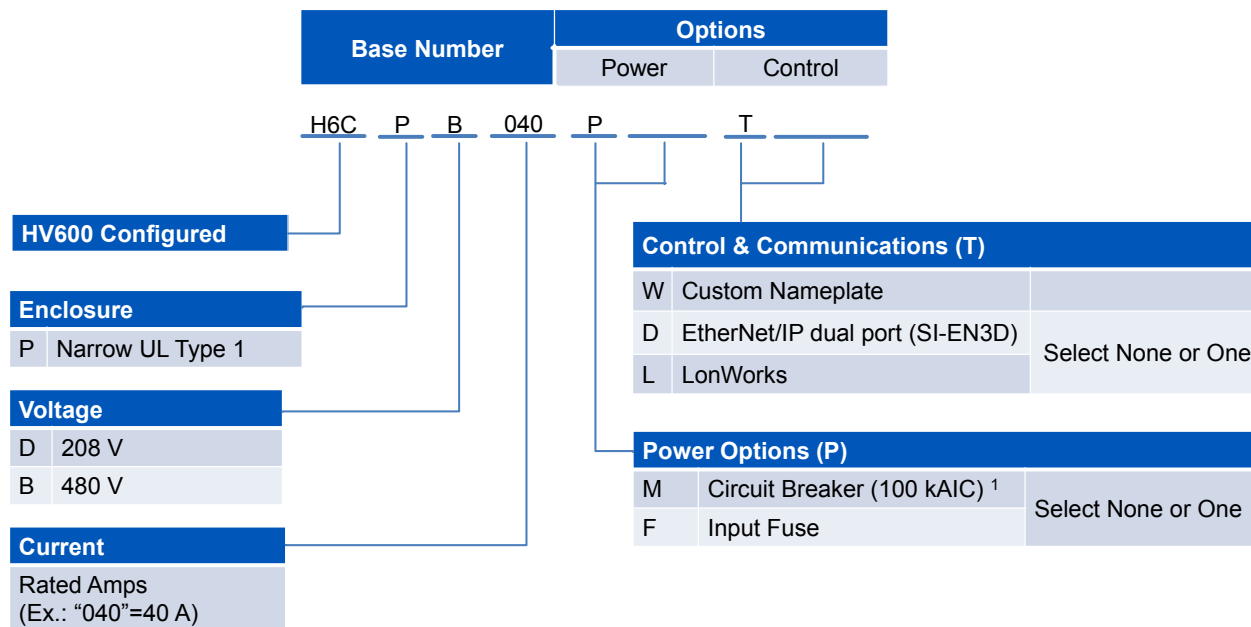 Base Number
Options
Power Control
H6C P B 040 P T
HV600 Configured
Enclosure
P Narrow UL Type 1
Voltage
D 208 V
B 480 V
Current
Rated Amps
(Ex.: “040”=40 A)
Control & Communications (T)
W Custom Nameplate
D EtherNet/IP dual port (SI-EN3D)
L LonWorks
Select None or One
Power Options (P)
M Circuit Breaker (100 kAIC) 1
F Input Fuse
Select None or One